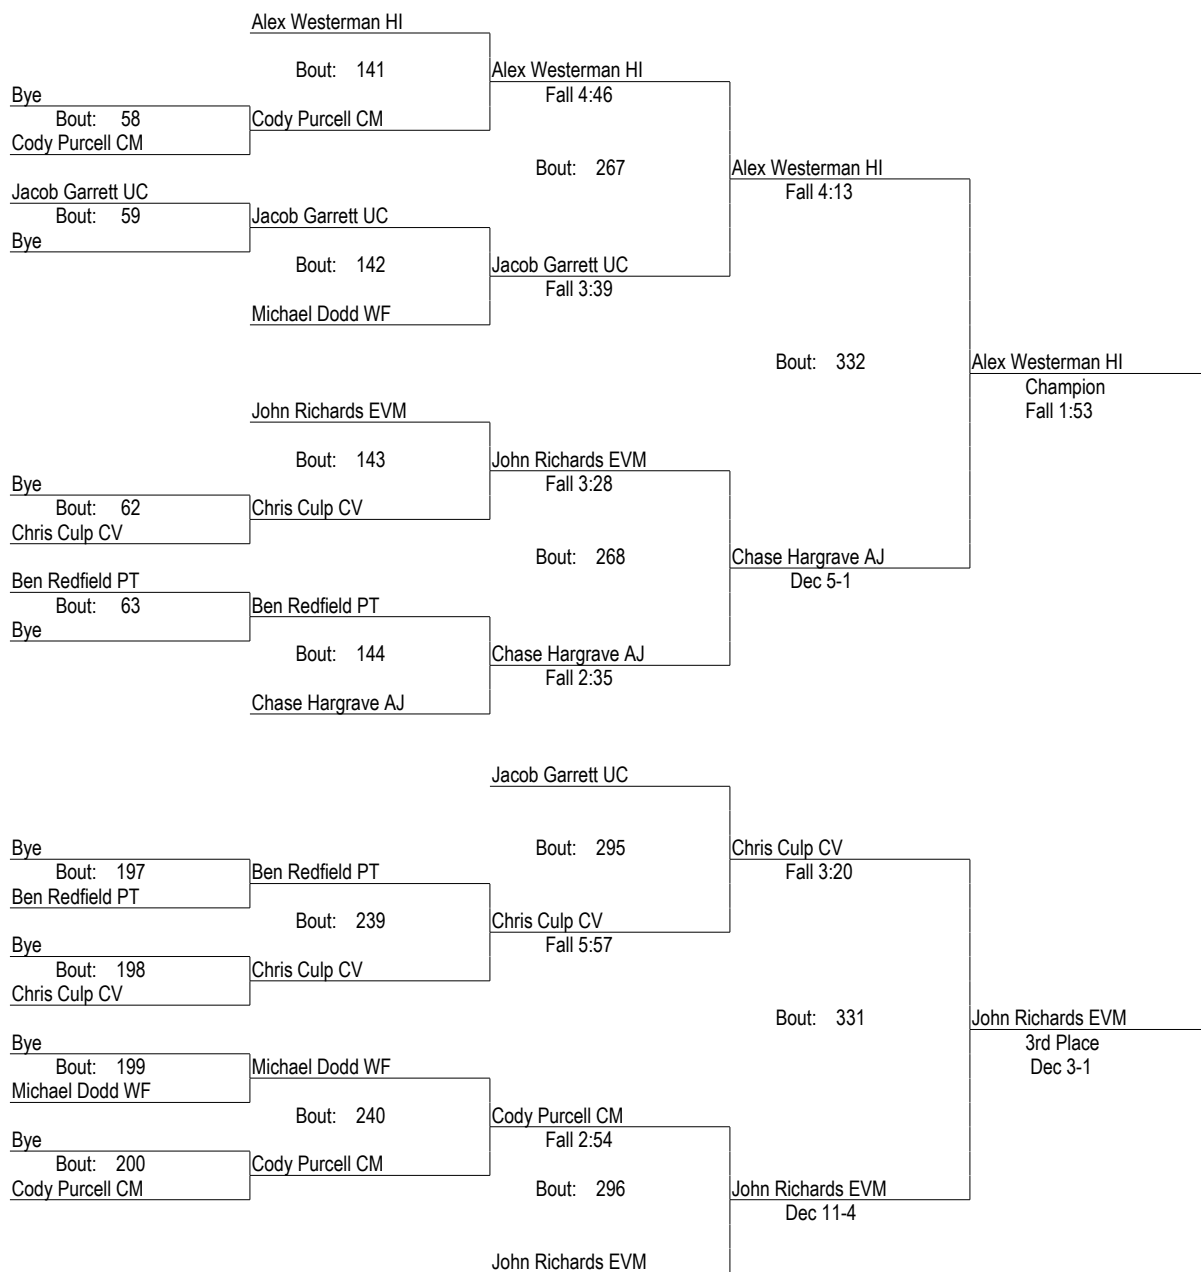 Alex Westerman HI
Bout: 141
Alex Westerman HI
Bye
Fall 4:46
Bout: 58
Cody Purcell CM
Cody Purcell CM
Bout: 267
Alex Westerman HI
Jacob Garrett UC
Fall 4:13
Bout: 59
Jacob Garrett UC
Bye
Bout: 142
Jacob Garrett UC
Fall 3:39
Michael Dodd WF
Bout: 332
Alex Westerman HI
Champion
Fall 1:53
John Richards EVM
Bout: 143
John Richards EVM
Bye
Fall 3:28
Bout: 62
Chris Culp CV
Chris Culp CV
Bout: 268
Chase Hargrave AJ
Ben Redfield PT
Dec 5-1
Bout: 63
Ben Redfield PT
Bye
Bout: 144
Chase Hargrave AJ
Fall 2:35
Chase Hargrave AJ
Jacob Garrett UC
Bye
Bout: 295
Chris Culp CV
Bout: 197
Ben Redfield PT
Fall 3:20
Ben Redfield PT
Bout: 239
Chris Culp CV
Bye
Fall 5:57
Bout: 198
Chris Culp CV
Chris Culp CV
Bout: 331
John Richards EVM
Bye
3rd Place
Bout: 199
Michael Dodd WF
Dec 3-1
Michael Dodd WF
Bout: 240
Cody Purcell CM
Bye
Fall 2:54
Bout: 200
Cody Purcell CM
Cody Purcell CM
Bout: 296
John Richards EVM
Dec 11-4
John Richards EVM